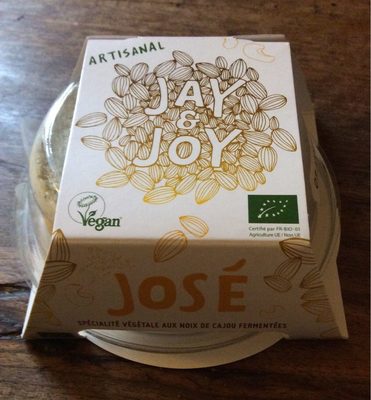 ARTISANAL
JAY
&
JOY
Vegan
Certifié par FR-BIO-01
Agriculture UE / Non UE
JOSÉ
SPÉCIALITÉ VÉGÉTALE AUX NOIX DE CAJOU FERMENTÉES